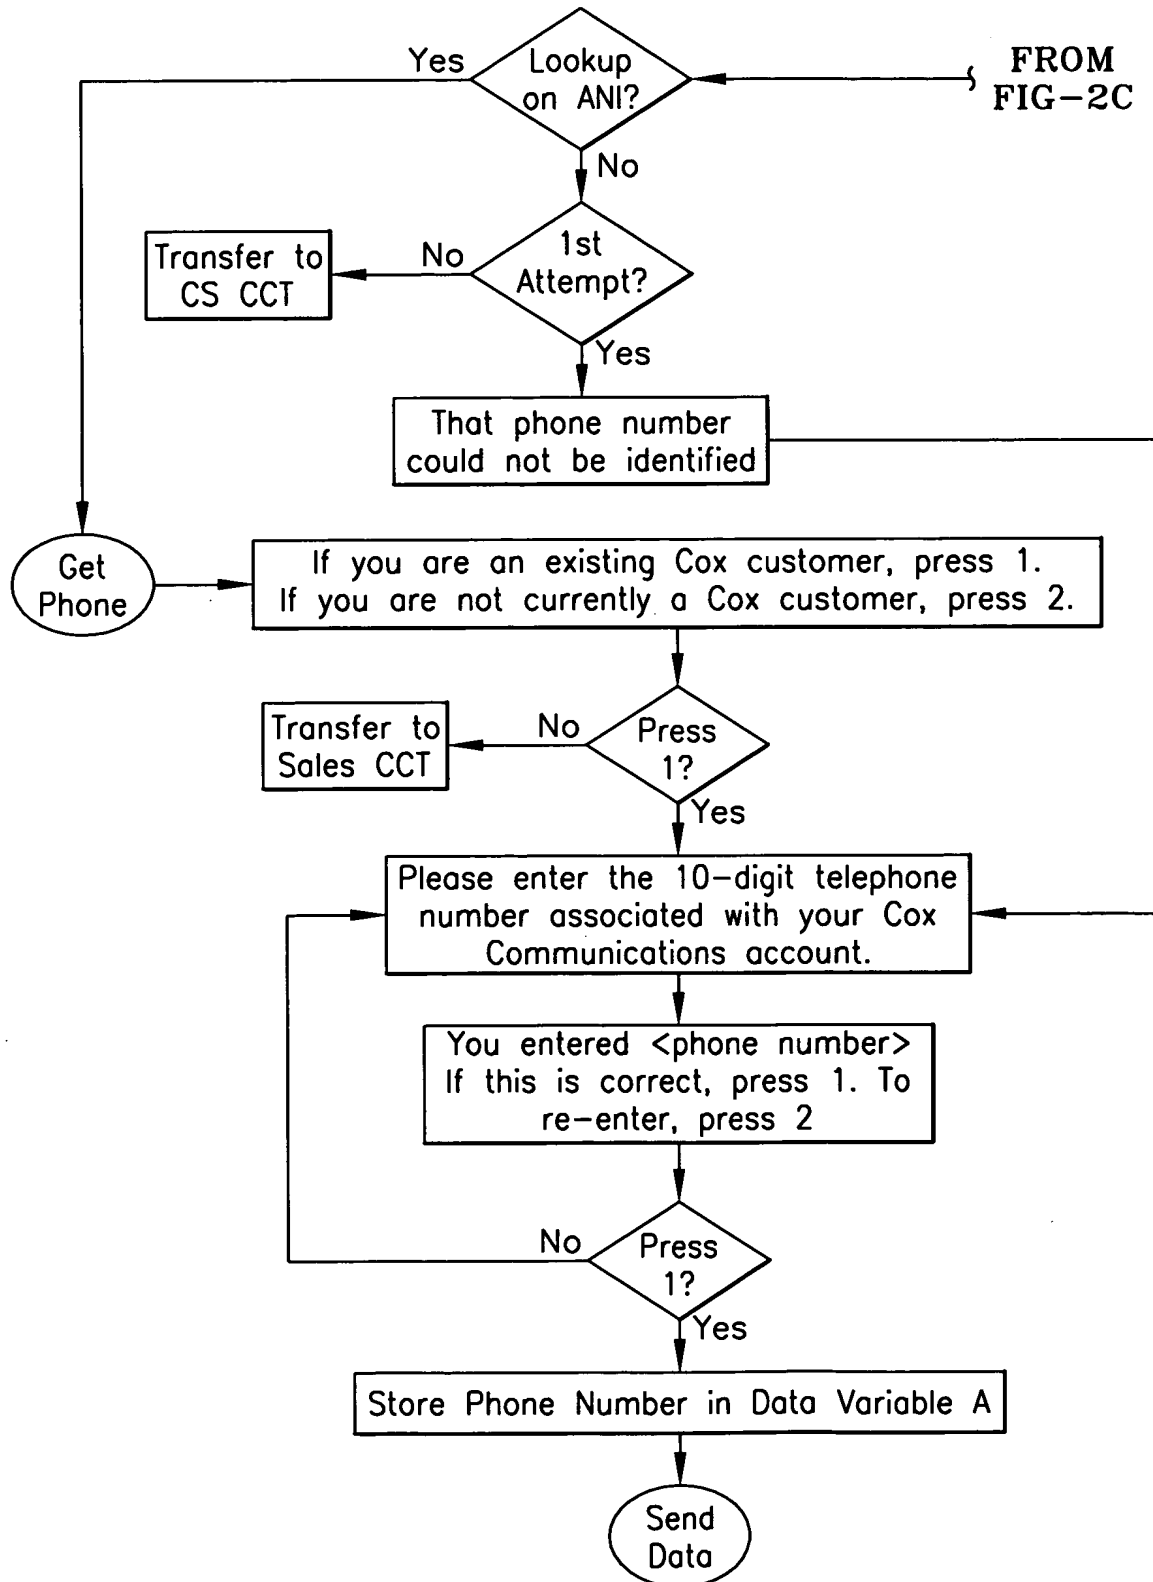 Yes
Lookup
on ANI?
FROM
FIG-2C
No
Transfer to
CS CCT
No
1st
Attempt?
Yes
That phone number
could not be identified
Get
Phone
If you are an existing Cox customer, press 1.
If you are not currently a Cox customer, press 2.
Transfer to
Sales CCT
No
Press
1?
Yes
Please enter the 10-digit telephone
number associated with your Cox
Communications account.
You entered <phone number>
If this is correct, press 1. To
re-enter, press 2
No
Press
1?
Yes
Store Phone Number in Data Variable A
Send
Data